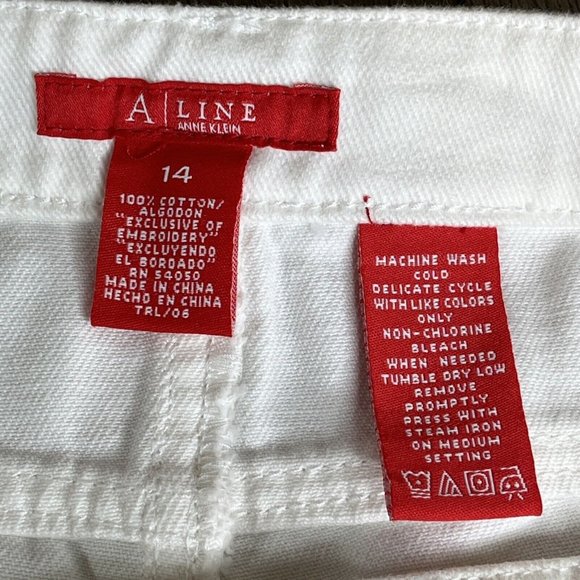 A LINE
ANNE KLEIN
14
100% COTTON/
ALGODON
"EXCLUSIVE OF
EMBROIDERY"
"EXCLUYENDO
EL BORDADO"
RN 54050
MADE IN CHINA
HECHO EN CHINA
TRL/06
MACHINE WASH
COLD
DELICATE CYCLE
WITH LIKE COLORS
ONLY
NON-CHLORINE
BLEACH
WHEN NEEDED
TUMBLE DRY LOW
REMOVE
PROMPTLY
PRESS WITH
STEAM IRON
ON MEDIUM
SETTING